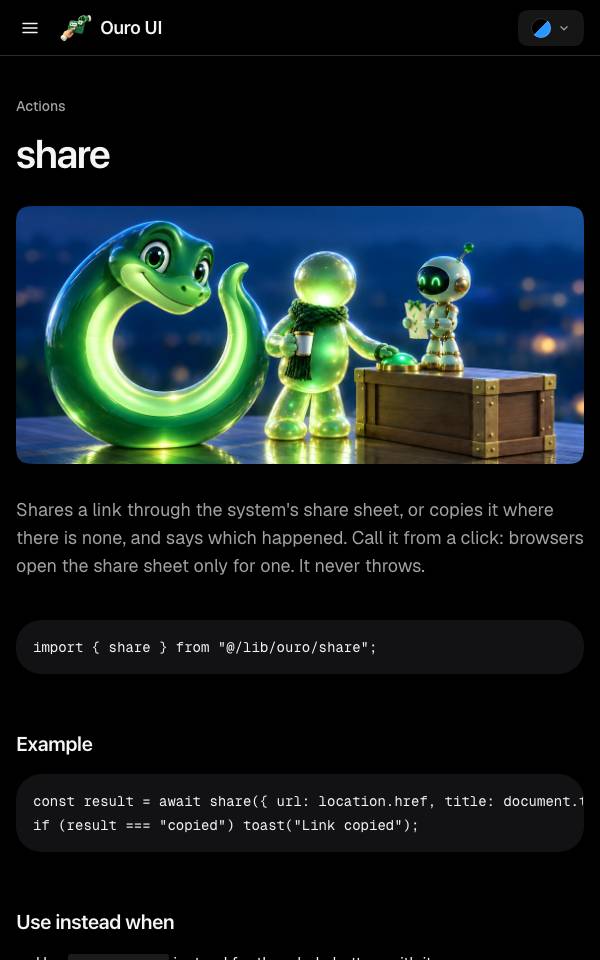 Ouro UI
Actions
share
Shares a link through the system's share sheet, or copies it where
there is none, and says which happened. Call it from a click: browsers
open the share sheet only for one. It never throws.
import { share } from "@/lib/ouro/share";
Example
const result = await share({ url: location.href, title: document.t
if (result === "copied") toast("Link copied");
Use instead when